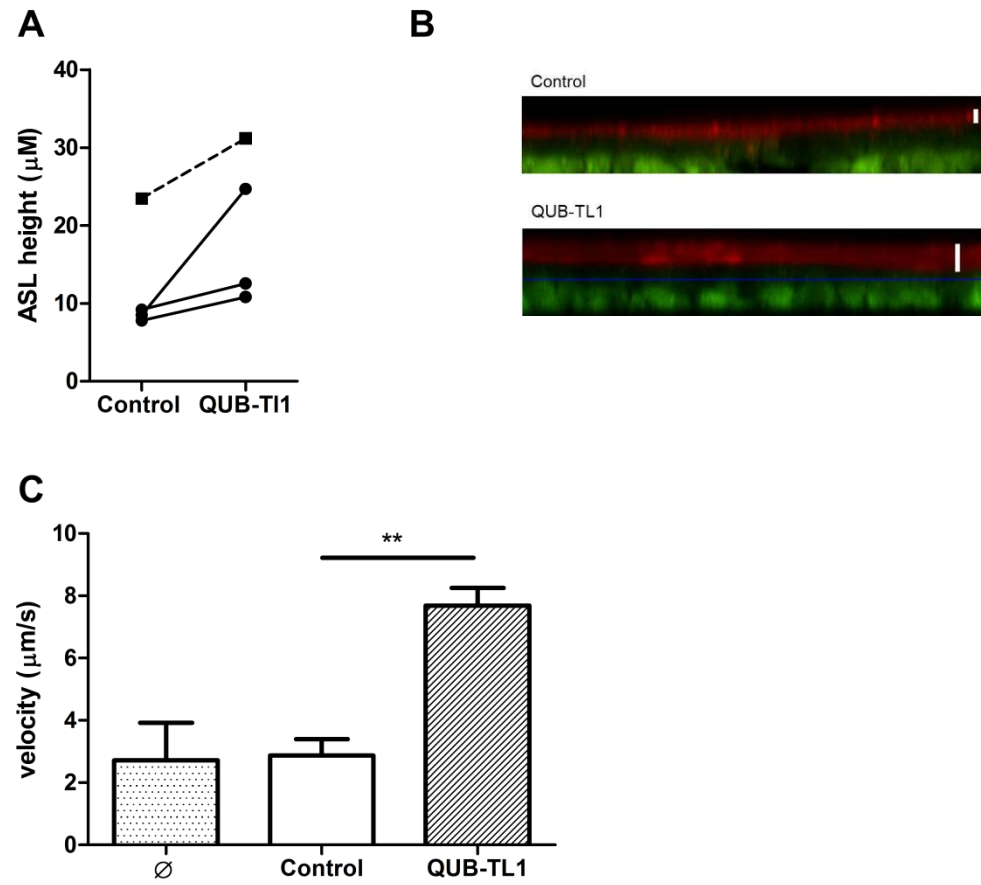 A
B
40
30
20
10
0
ASL height (μM)
Control QUB-Tl1
Control
QUB-TL1
C
**
10
8
6
4
2
0
velocity (μm/s)
∅ Control QUB-TL1